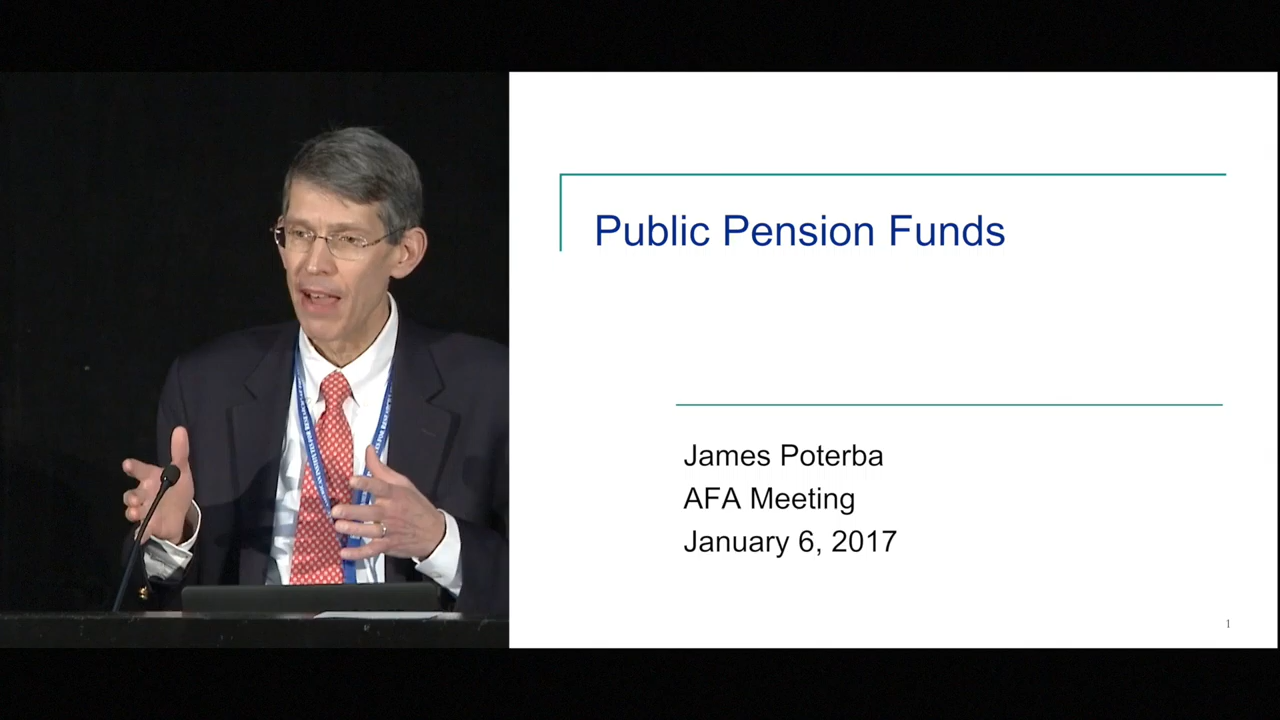 Public Pension Funds
James Poterba
AFA Meeting
January 6, 2017
1